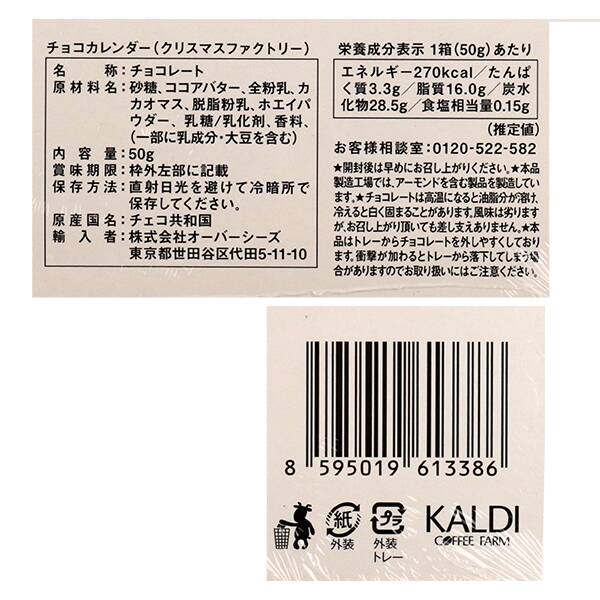 チョコカレンダー(クリスマスファクトリー)
名称:チョコレート
原材料名:砂糖、ココアバター、全粉乳、カ
カオマス、脱脂粉乳、ホエイパ
ウダー、乳糖/乳化剤、香料、
(一部に乳成分・大豆を含む)
内容量:50g
賞味期限:枠外左部に記載
保存方法:直射日光を避けて冷暗所で
保存してください。
原産国名:チェコ共和国
輸入者:株式会社オーバーシーズ
東京都世田谷区代田5-11-10
栄養成分表示 1箱(50g)あたり
エネルギー270kcal/たんぱ
く質3.3g/脂質16.0g/炭水
化物28.5g/食塩相当量0.15g
(推定値)
お客様相談室:0120-522-582
★開封後は早めにお召し上がりください。★本品
製造工場では、アーモンドを含む製品を製造してい
ます。★チョコレートは高温になると油脂分が溶け、
冷えると白く固まることがあります。風味は劣ります
が、お召し上がり頂いても差し支えありません。★本
品はトレーからチョコレートを外しやすくしており
ます。衝撃が加わるとトレーから落下してしまう場
合がありますのでお取り扱いにはご注意ください。
8 595019 613386
紙
外装
プラ
外装
トレー
KALDI
COFFEE FARM